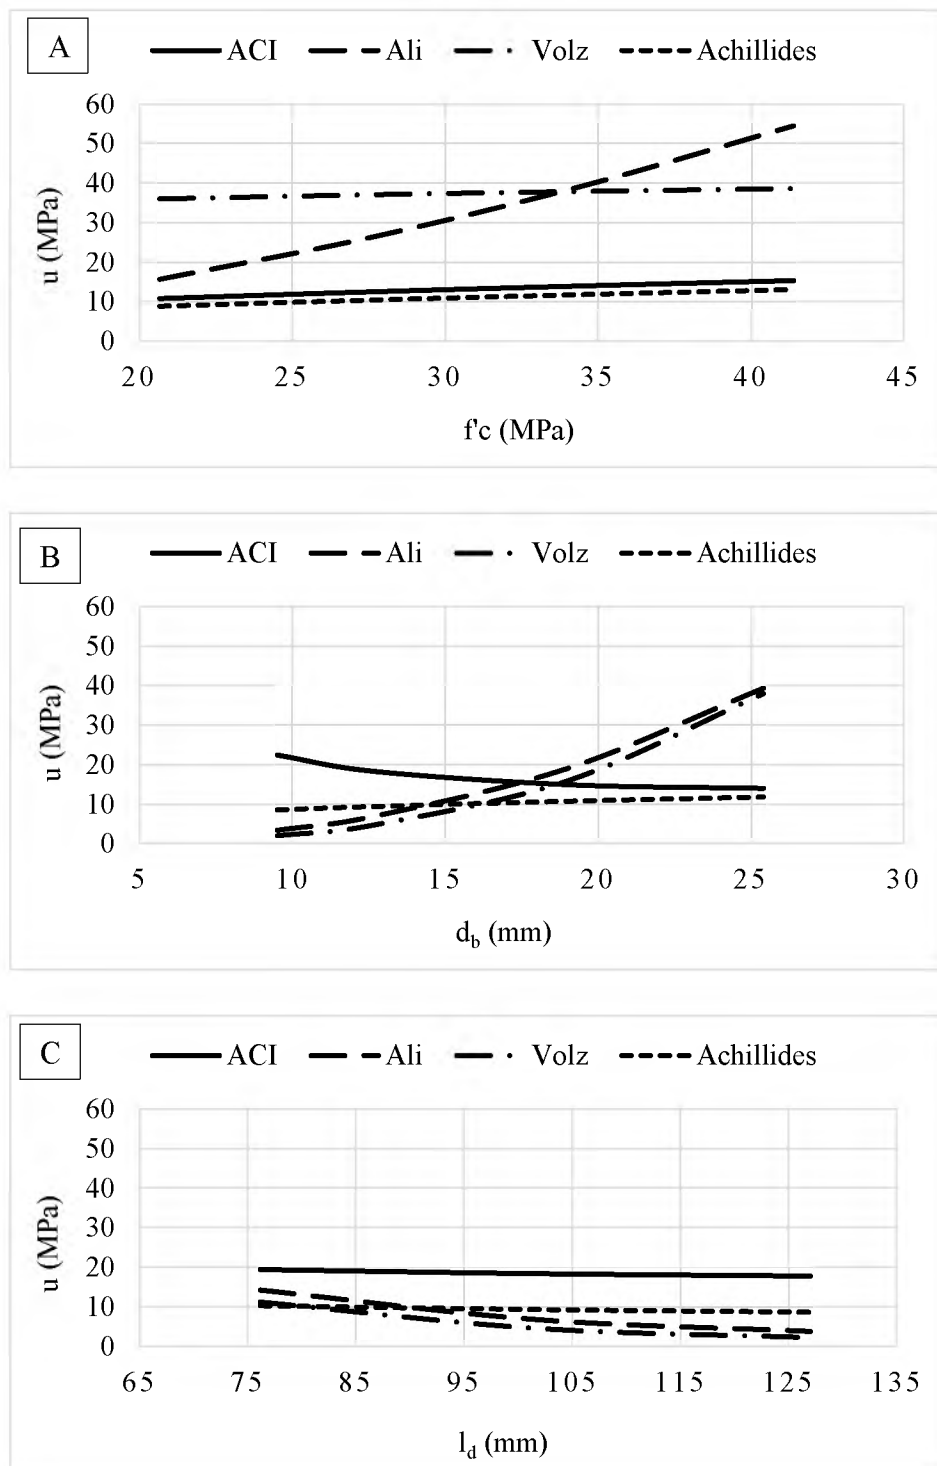 A
ACI Ali Volz Achillides
60
50
40
30
20
10
0
u (MPa)
20 25 30 35 40 45
f'c (MPa)
B
ACI Ali Volz Achillides
60
50
40
30
20
10
0
u (MPa)
5 10 15 20 25 30
d_b (mm)
C
ACI Ali Volz Achillides
60
50
40
30
20
10
0
u (MPa)
65 75 85 95 105 115 125 135
l_d (mm)